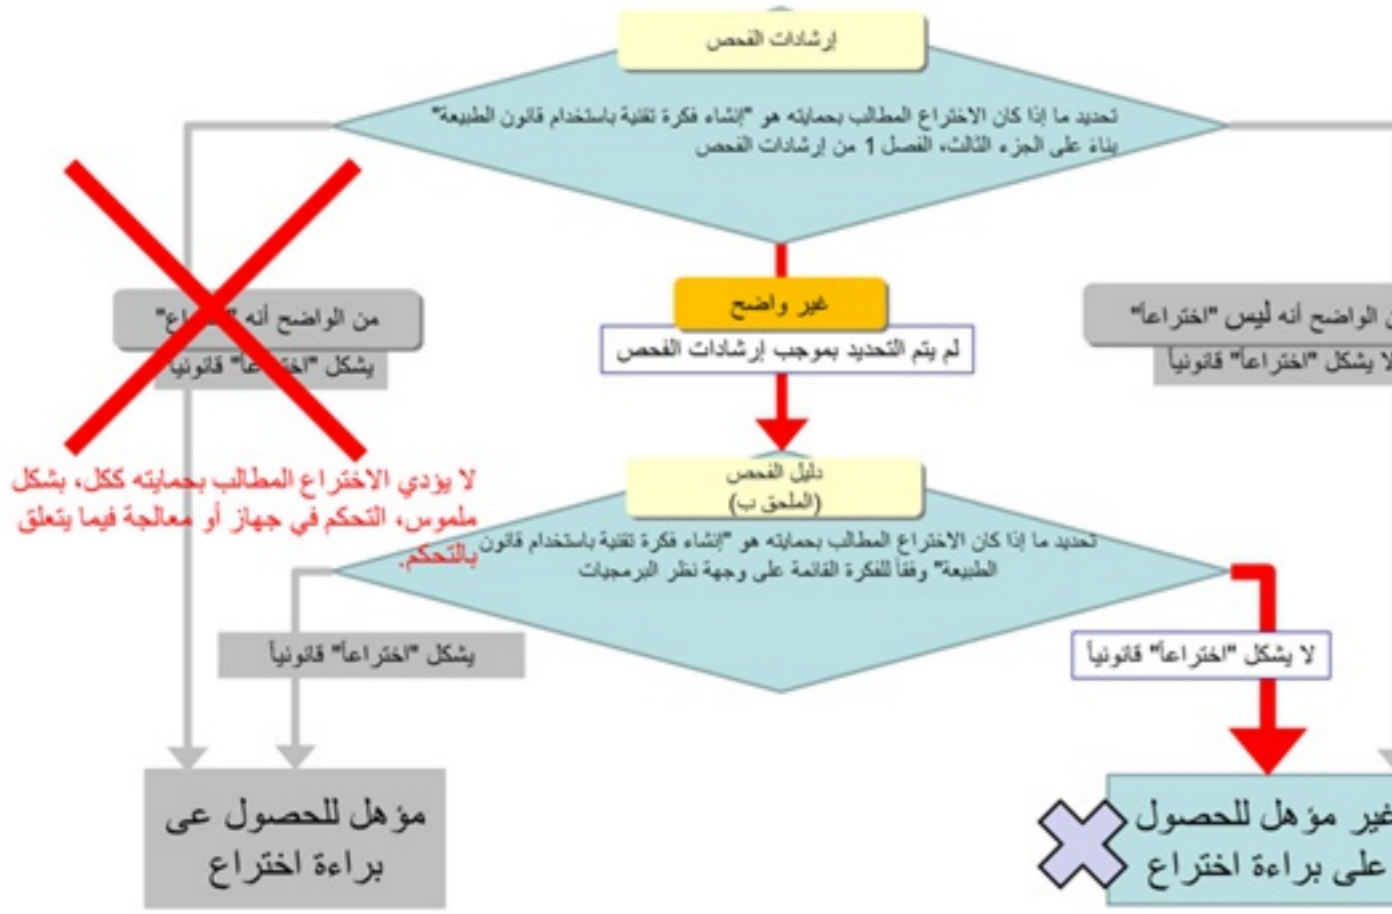 إرشادات الفحص
تحديد ما إذا كان الاختراع المطالب بحمايته هو "إنشاء فكرة تقنية باستخدام قانون الطبيعة"
بناءً على الجزء الثالث، الفصل 1 من إرشادات الفحص
من الواضح أنه
يشكل "اختراعاً" قانونياً
غير واضح
لم يتم التحديد بموجب إرشادات الفحص
الواضح أنه ليس "اختراعاً"
لا يشكل "اختراعاً" قانونياً
لا يؤدي الاختراع المطالب بحمايته ككل، بشكل
ملموس، التحكم في جهاز أو معالجة فيما يتعلق
بالتحكم.
دليل الفحص
(الملحق ب)
تحديد ما إذا كان الاختراع المطالب بحمايته هو "إنشاء فكرة تقنية باستخدام قانون
الطبيعة" وفقاً للفكرة القائمة على وجهة نظر البرمجيات
يشكل "اختراعاً" قانونياً
لا يشكل "اختراعاً" قانونياً
مؤهل للحصول عى
براءة اختراع
غير مؤهل للحصول
على براءة اختراع